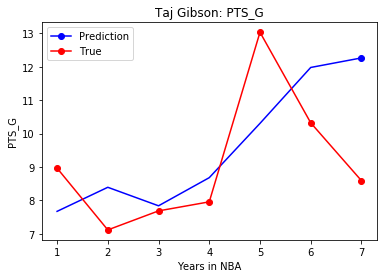 Taj Gibson: PTS_G
Prediction
True
PTS_G
13
12
11
10
9
8
7
1 2 3 4 5 6 7
Years in NBA